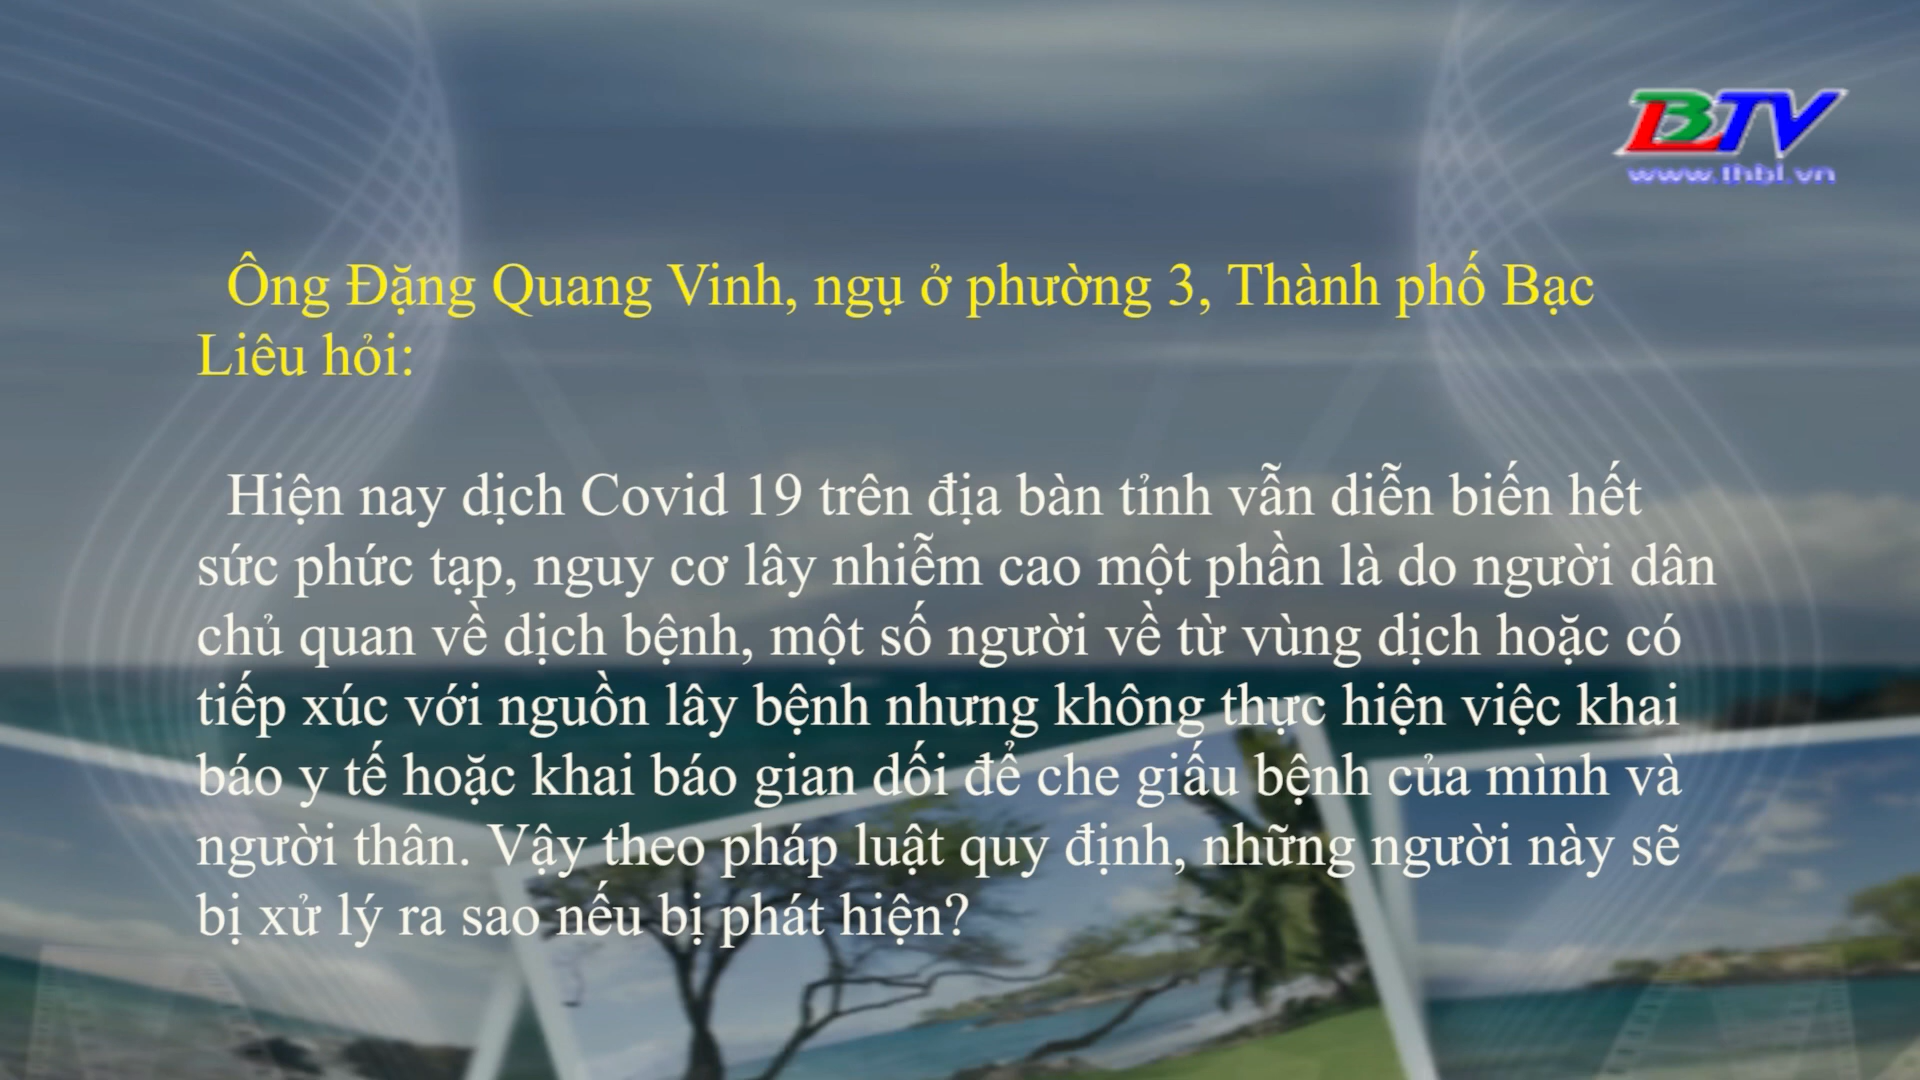 BTV
www.thbl.vn
Ông Đặng Quang Vinh, ngụ ở phường 3, Thành phố Bạc
Liêu hỏi:
Hiện nay dịch Covid 19 trên địa bàn tỉnh vẫn diễn biến hết
sức phức tạp, nguy cơ lây nhiễm cao một phần là do người dân
chủ quan về dịch bệnh, một số người về từ vùng dịch hoặc có
tiếp xúc với nguồn lây bệnh nhưng không thực hiện việc khai
báo y tế hoặc khai báo gian dối để che giấu bệnh của mình và
người thân. Vậy theo pháp luật quy định, những người này sẽ
bị xử lý ra sao nếu bị phát hiện?